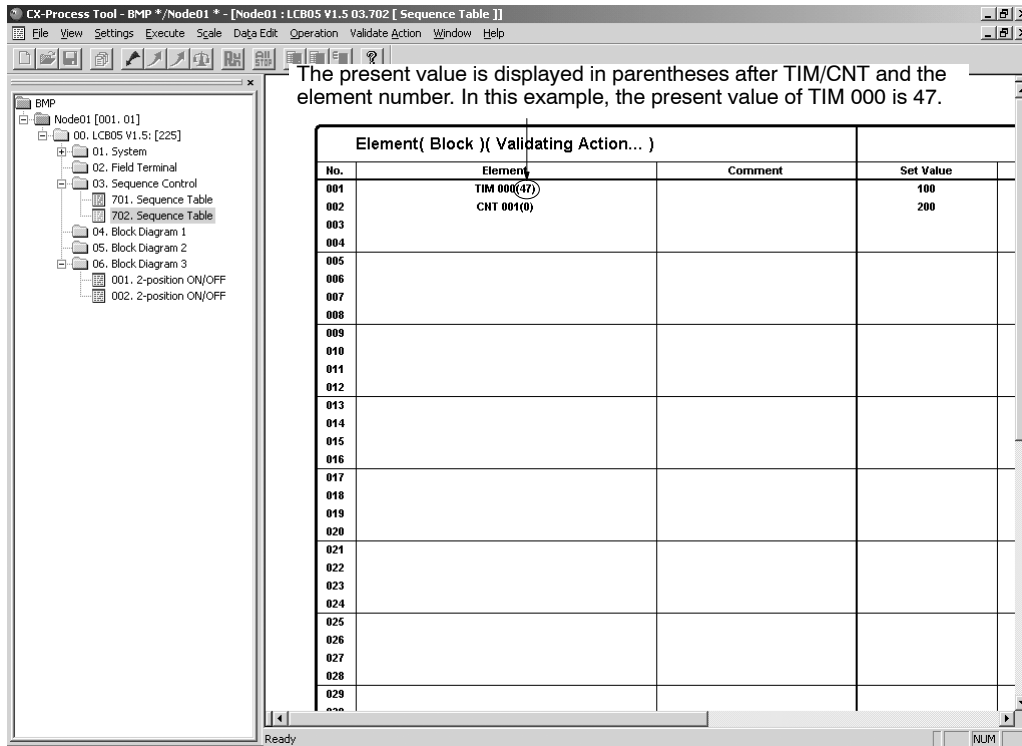 CX-Process Tool - BMP */Node01 * - [Node01 : LCB05 V1.5 03.702 [ Sequence Table ]]
File View Settings Execute Scale Data Edit Operation Validate Action Window Help
The present value is displayed in parentheses after TIM/CNT and the
element number. In this example, the present value of TIM 000 is 47.
BMP
Node01 [001. 01]
00. LCB05 V1.5: [225]
01. System
02. Field Terminal
03. Sequence Control
701. Sequence Table
702. Sequence Table
04. Block Diagram 1
05. Block Diagram 2
06. Block Diagram 3
001. 2-position ON/OFF
002. 2-position ON/OFF
Element( Block )( Validating Action... )
No. Element Comment Set Value
001 TIM 000(47) 100
002 CNT 001(0) 200
003
004
005
006
007
008
009
010
011
012
013
014
015
016
017
018
019
020
021
022
023
024
025
026
027
028
029
Ready NUM